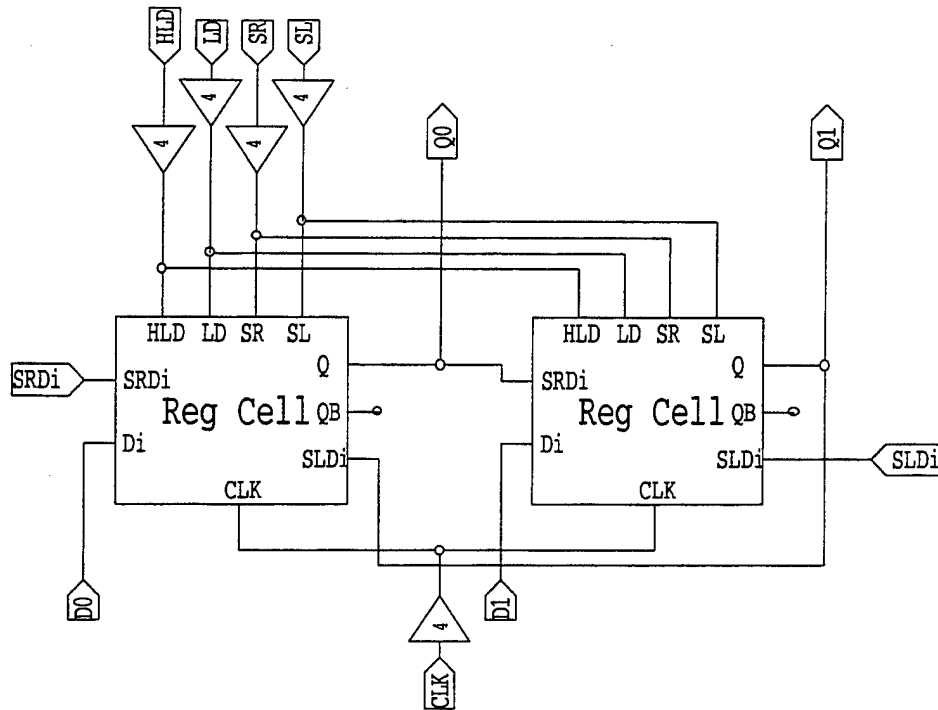 HLD LD SR SL
4 4
4 4
Q0 Q1
HLD LD SR SL
HLD LD SR SL
SRDi
SRDi
Q
SRDi
Q
Reg Cell
QB
Reg Cell
QB
Di
SLDi
Di
SLDi
SLDi
CLK
CLK
D0
4
D1
CLK